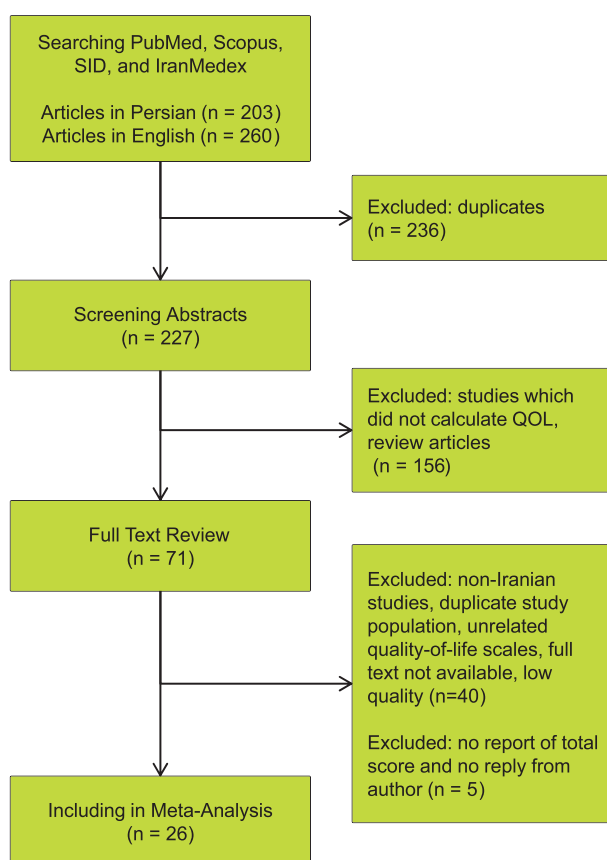 Searching PubMed, Scopus,
SID, and IranMedex
Articles in Persian (n = 203)
Articles in English (n = 260)
Excluded: duplicates
(n = 236)
Screening Abstracts
(n = 227)
Excluded: studies which
did not calculate QOL,
review articles
(n = 156)
Full Text Review
(n = 71)
Excluded: non-Iranian
studies, duplicate study
population, unrelated
quality-of-life scales, full
text not available, low
quality (n=40)
Excluded: no report of total
score and no reply from
author (n = 5)
Including in Meta-Analysis
(n = 26)